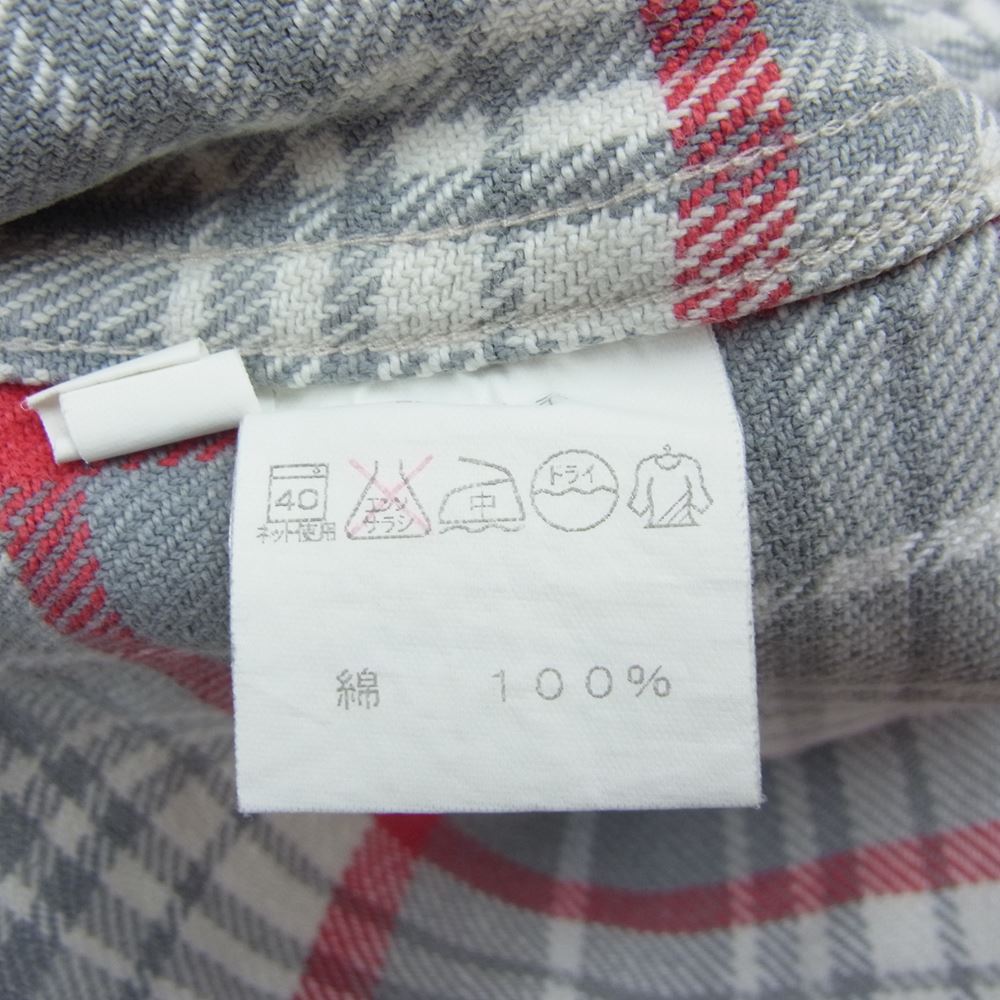 40
ネット使用
エンソ
サラシ
中
ドライ
綿 100%